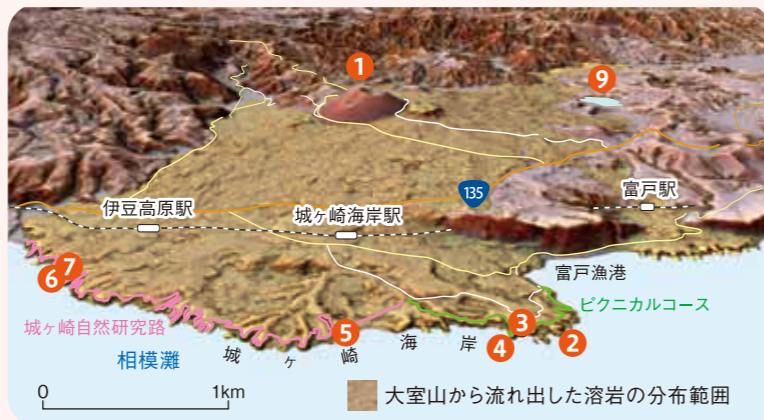 1
9
135
伊豆高原駅
城ヶ崎海岸駅
富戸駅
富戸漁港
ピクニカルコース
6 7
城ヶ崎自然研究路
5
3
4
2
相模灘
城ヶ崎海岸
0 1km
大室山から流れ出した溶岩の分布範囲